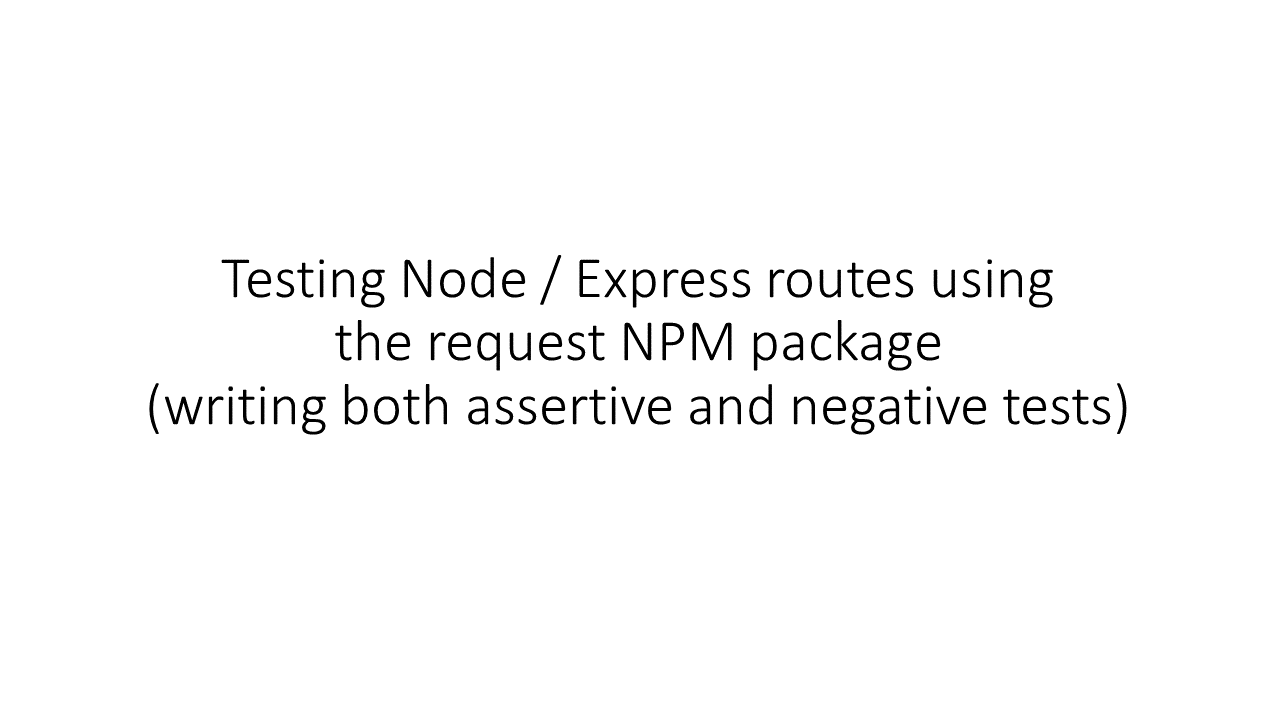 Testing Node / Express routes using
the request NPM package
(writing both assertive and negative tests)